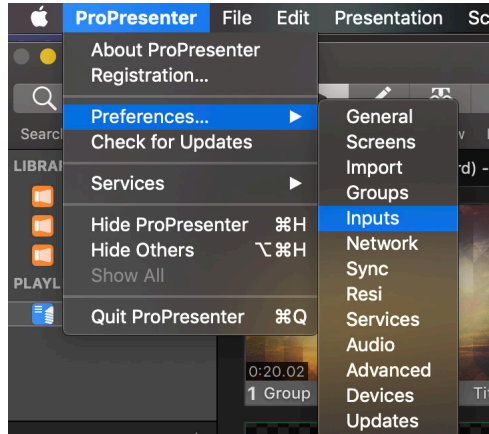 ProPresenter File Edit Presentation
About ProPresenter
Registration...
Preferences...
Check for Updates
Services
Hide ProPresenter ⌘H
Hide Others ⌥⌘H
Show All
Quit ProPresenter ⌘Q
General
Screens
Import
Groups
Inputs
Network
Sync
Resi
Services
Audio
Advanced
Devices
Updates
0:20.02
1 Group